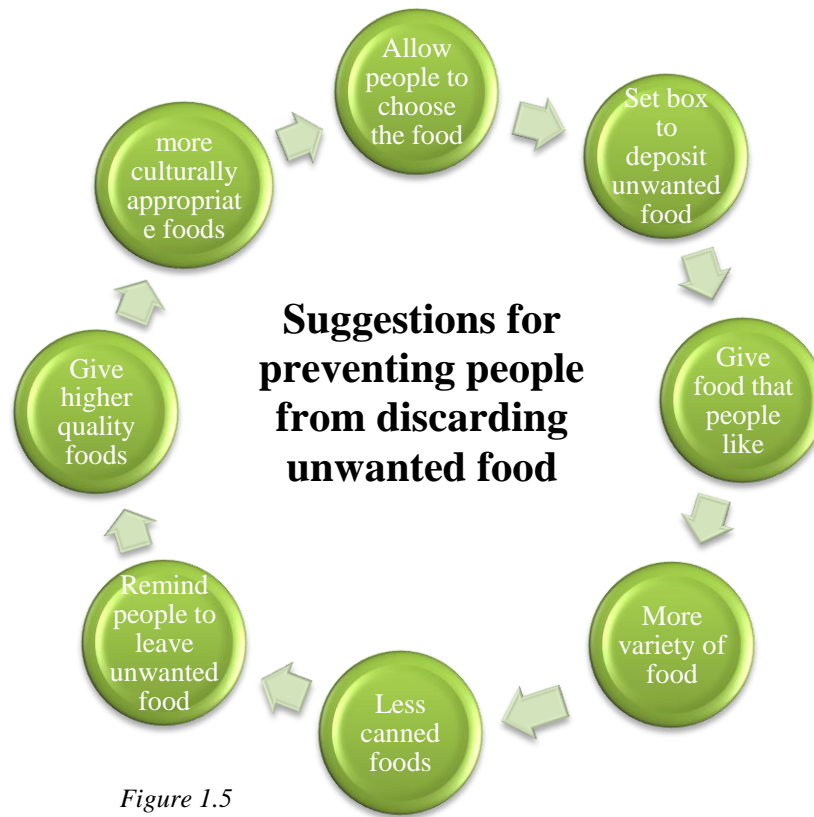 Allow
people to
choose
the food
Set box
to
deposit
unwanted
food
Give
food that
people
like
More
variety of
food
Less
canned
foods
Remind
people to
leave
unwanted
food
Give
higher
quality
foods
more
culturally
appropriat
e foods
Suggestions for
preventing people
from discarding
unwanted food
Figure 1.5